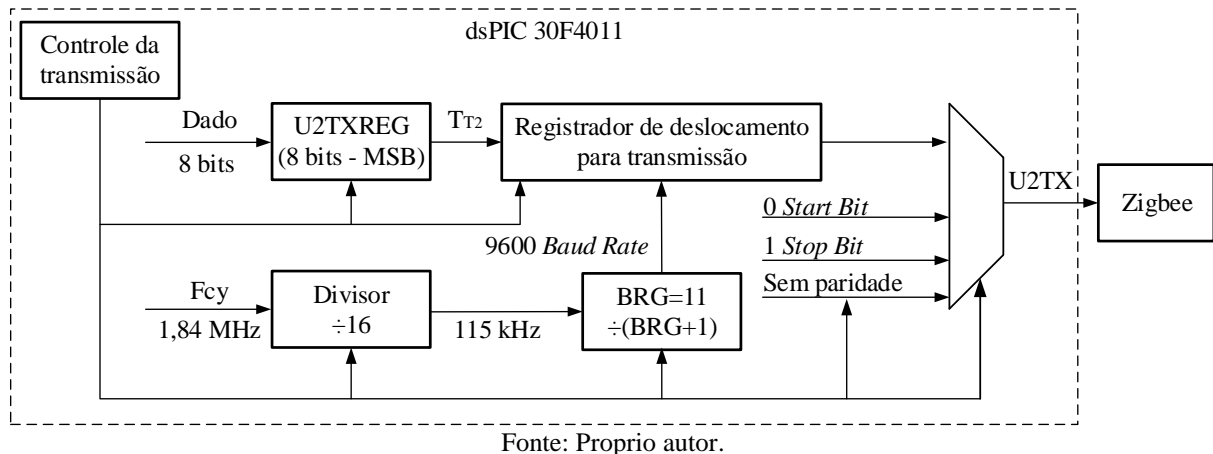 dsPIC 30F4011
Controle da
transmissão
Dado
8 bits
U2TXREG
(8 bits - MSB)
TT2
Registrador de deslocamento
para transmissão
U2TX
Zigbee
0 Start Bit
1 Stop Bit
Sem paridade
9600 Baud Rate
Fcy
1,84 MHz
Divisor
÷16
115 kHz
BRG=11
÷(BRG+1)
Fonte: Proprio autor.